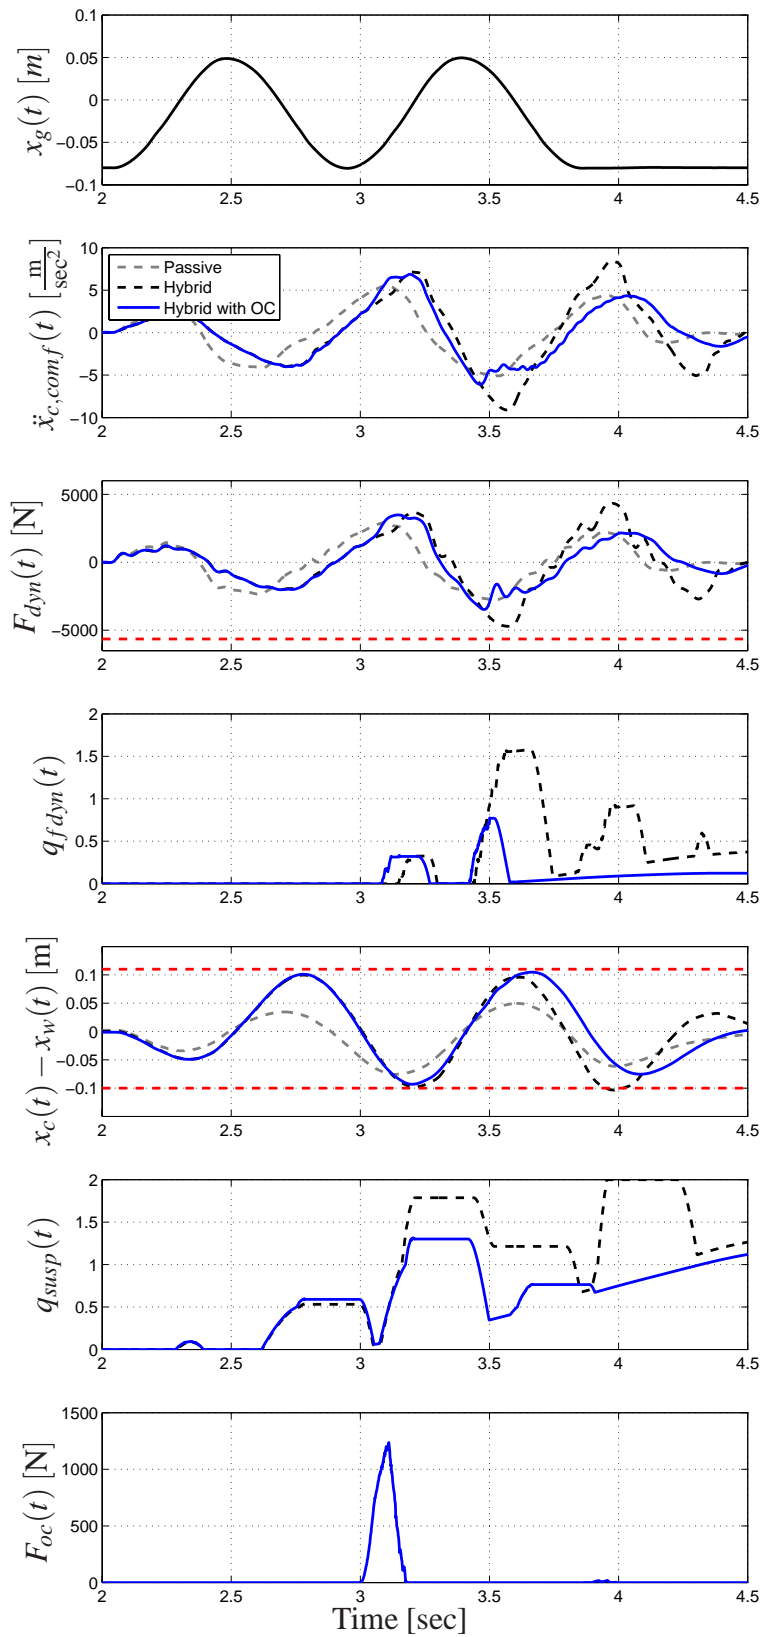 x_g(t) [m]
0.1
0.05
0
−0.05
−0.1
2 2.5 3 3.5 4 4.5
ẍ_{c,comf}(t) [m/sec²]
10
5
0
−5
−10
Passive
Hybrid
Hybrid with OC
2 2.5 3 3.5 4 4.5
F_{dyn}(t) [N]
5000
0
−5000
2 2.5 3 3.5 4 4.5
q_{fdyn}(t)
2
1.5
1
0.5
0
2 2.5 3 3.5 4 4.5
x_c(t) − x_w(t) [m]
0.1
0.05
0
−0.05
−0.1
2 2.5 3 3.5 4 4.5
q_{susp}(t)
2
1.5
1
0.5
0
2 2.5 3 3.5 4 4.5
F_{oc}(t) [N]
1500
1000
500
0
2 2.5 3 3.5 4 4.5
Time [sec]